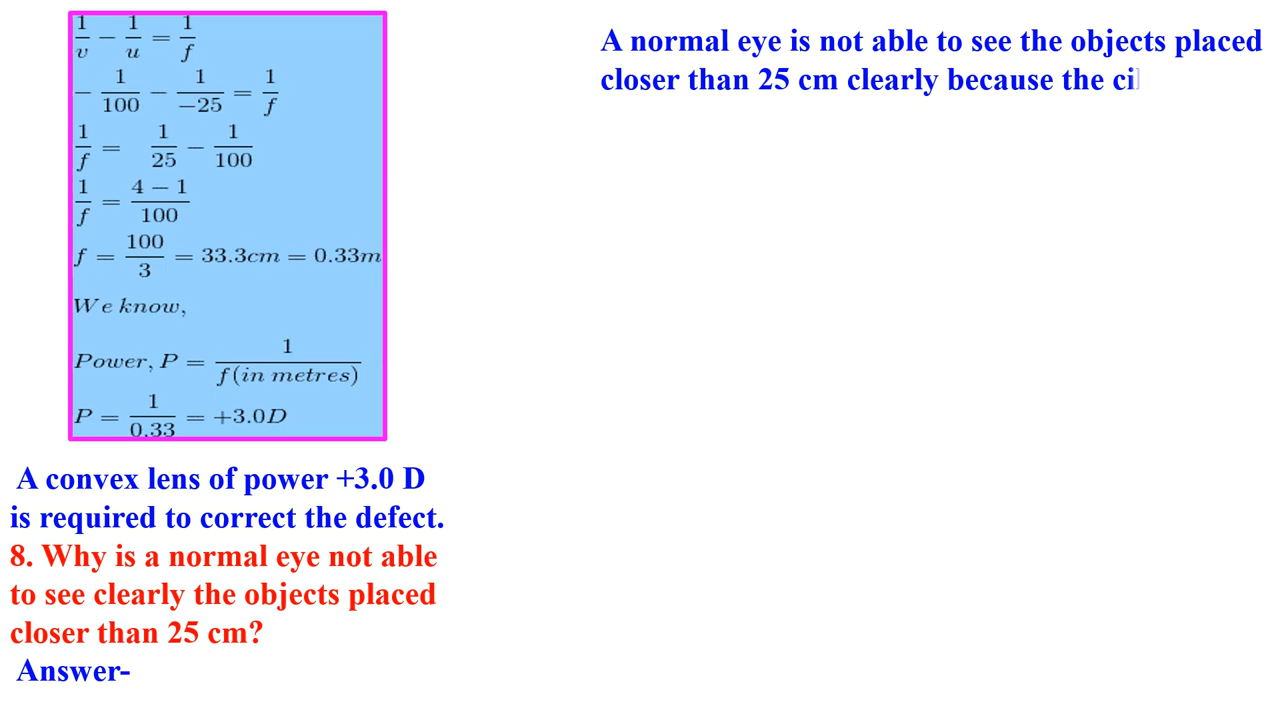 1/v − 1/u = 1/f
− 1/100 − 1/−25 = 1/f
1/f = 1/25 − 1/100
1/f = 4 − 1/100
f = 100/3 = 33.3cm = 0.33m
We know,
Power, P = 1/f(in metres)
P = 1/0.33 = +3.0D
A convex lens of power +3.0 D
is required to correct the defect.
8. Why is a normal eye not able
to see clearly the objects placed
closer than 25 cm?
Answer-
A normal eye is not able to see the objects placed
closer than 25 cm clearly because the ci